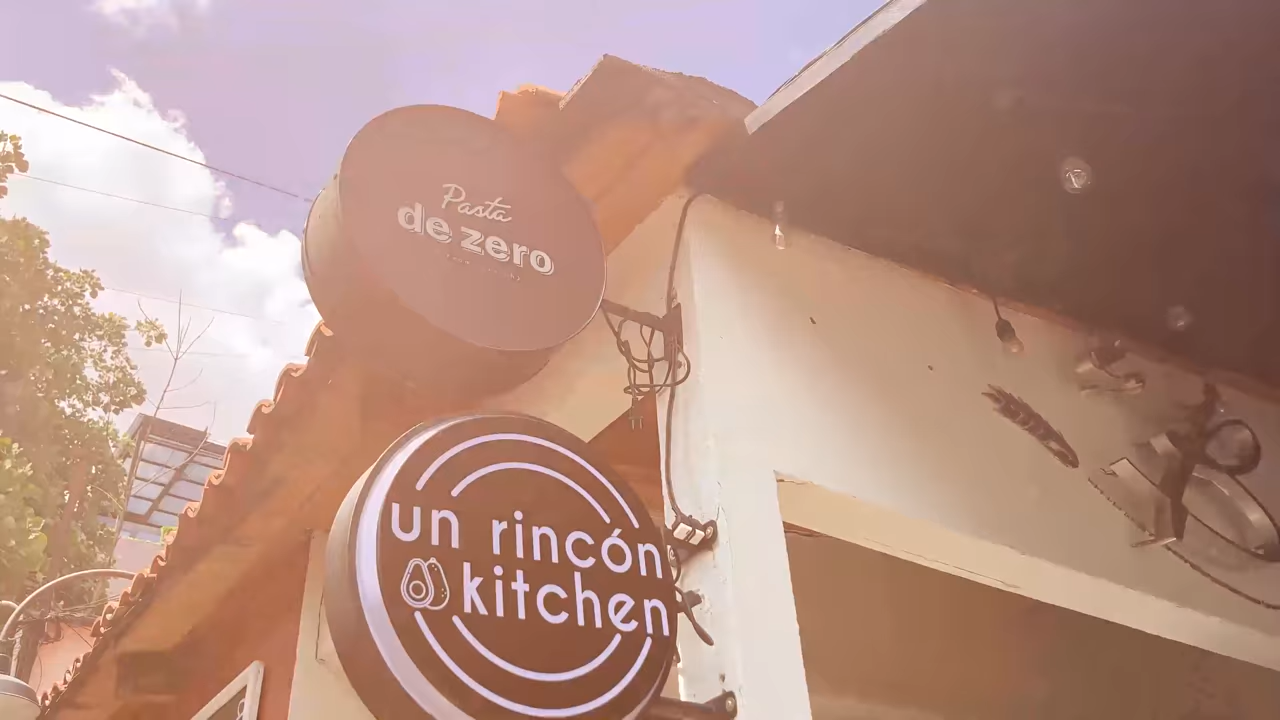 Pasta
de zero
un rincón
kitchen